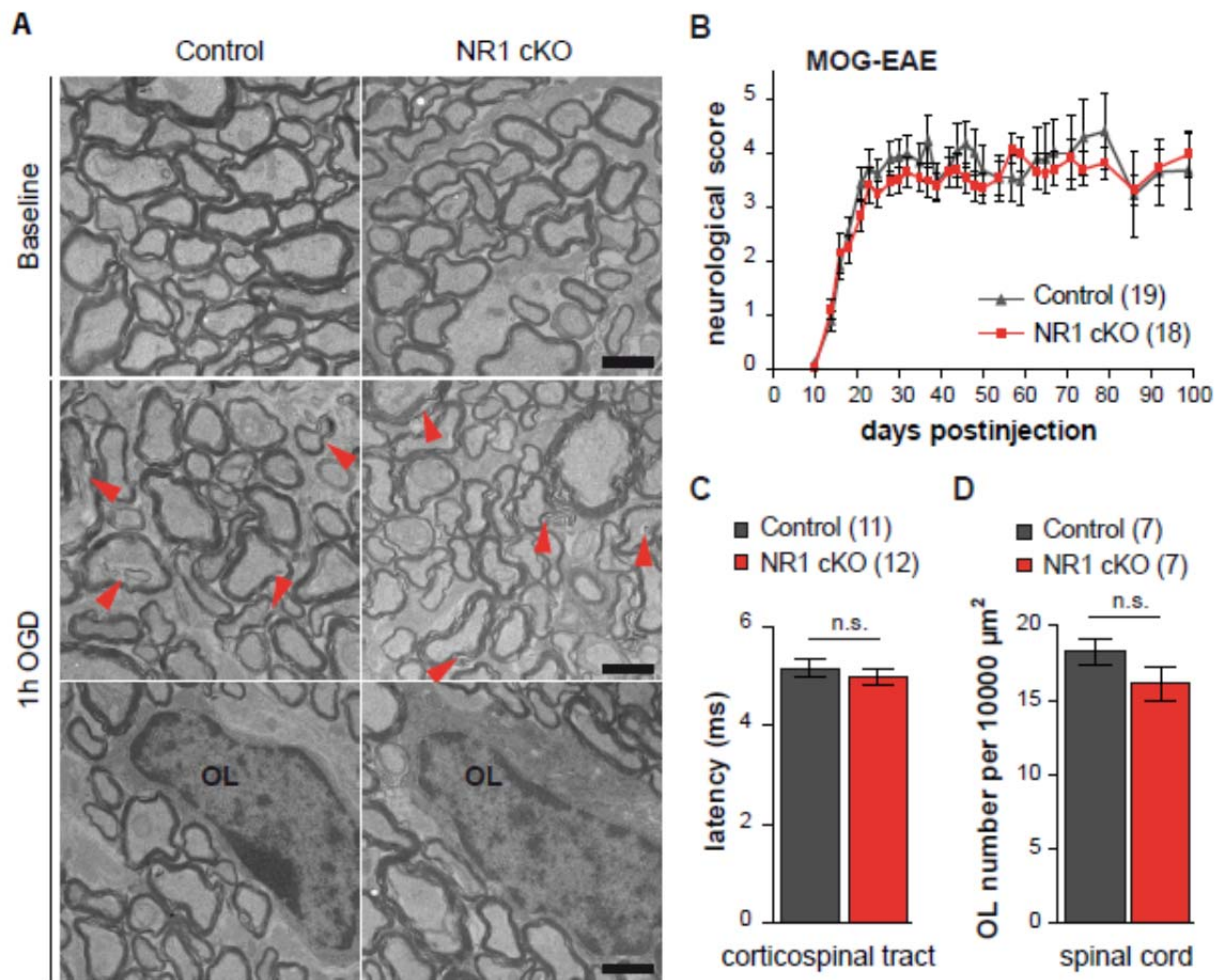 A
Control
NR1 cKO
Baseline
1h OGD
OL
OL
B
MOG-EAE
neurological score
5
4
3
2
1
0
Control (19)
NR1 cKO (18)
0 10 20 30 40 50 60 70 80 90 100
days postinjection
C
Control (11)
NR1 cKO (12)
n.s.
latency (ms)
6
4
2
0
corticospinal tract
D
Control (7)
NR1 cKO (7)
n.s.
OL number per 10000 µm²
20
15
10
5
0
spinal cord